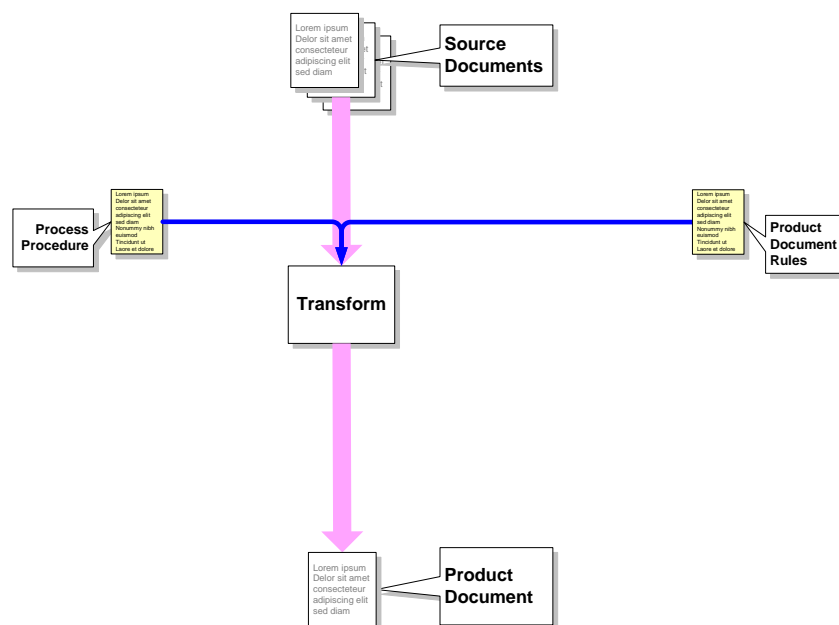 Lorem ipsum
Delor sit amet
consecteteur
adipiscing elit
sed diam
Source
Documents
Lorem ipsum
Delor sit amet
consecteteur
adipiscing elit
sed diam
Nonummy nibh
euismod
Tincidunt ut
Laore et dolore
Process
Procedure
Lorem ipsum
Delor sit amet
consecteteur
adipiscing elit
sed diam
Nonummy nibh
euismod
Tincidunt ut
Laore et dolore
Product
Document
Rules
Transform
Lorem ipsum
Delor sit amet
consecteteur
adipiscing elit
sed diam
Product
Document